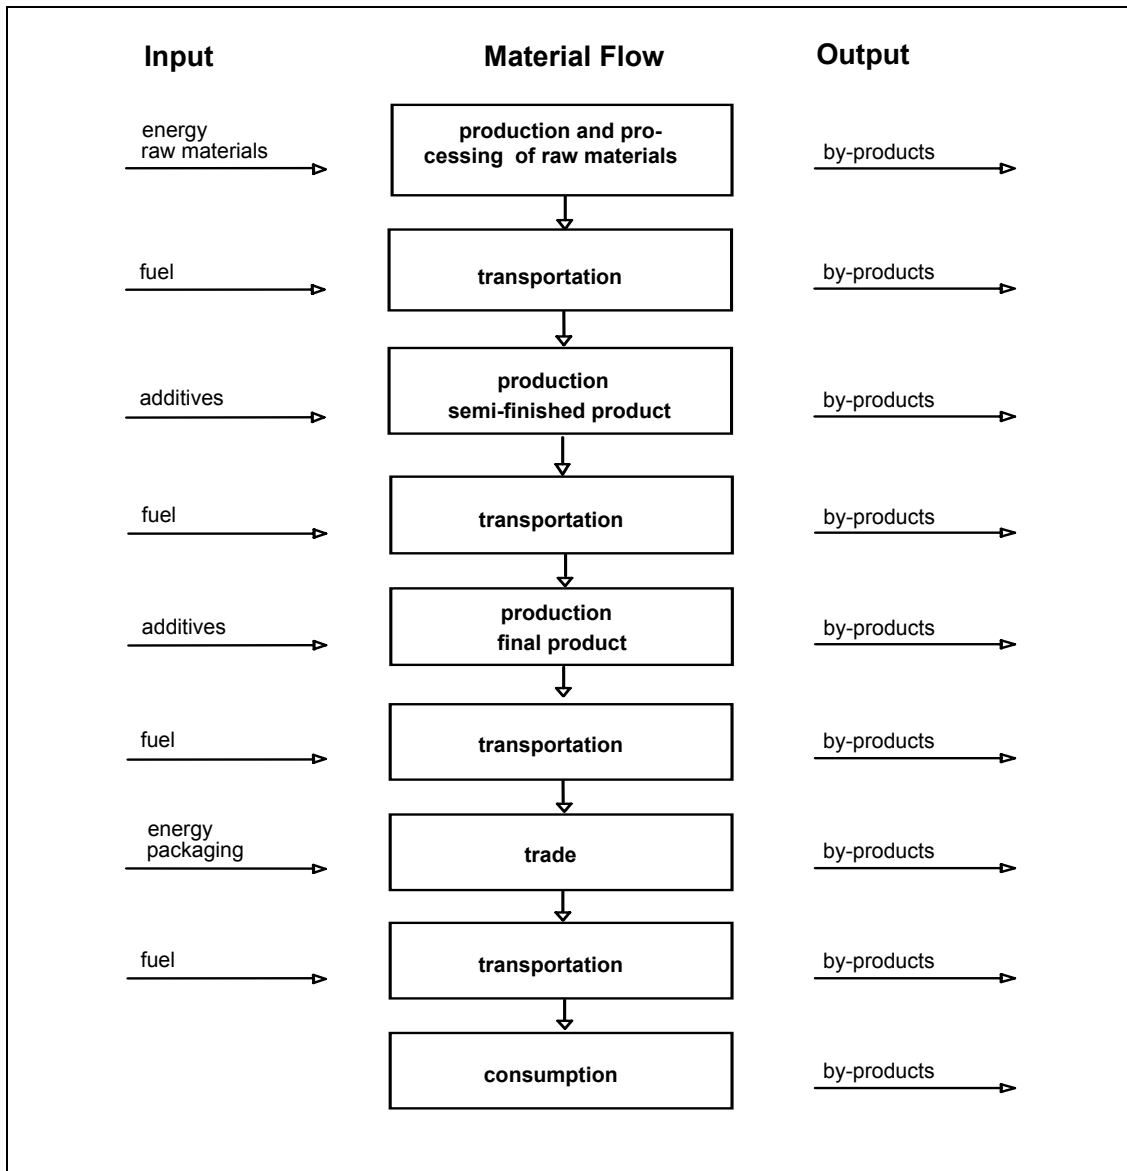 Input Material Flow Output
energy
raw materials
production and pro-
cessing of raw materials
by-products
fuel
transportation
by-products
additives
production
semi-finished product
by-products
fuel
transportation
by-products
additives
production
final product
by-products
fuel
transportation
by-products
energy
packaging
trade
by-products
fuel
transportation
by-products
consumption
by-products